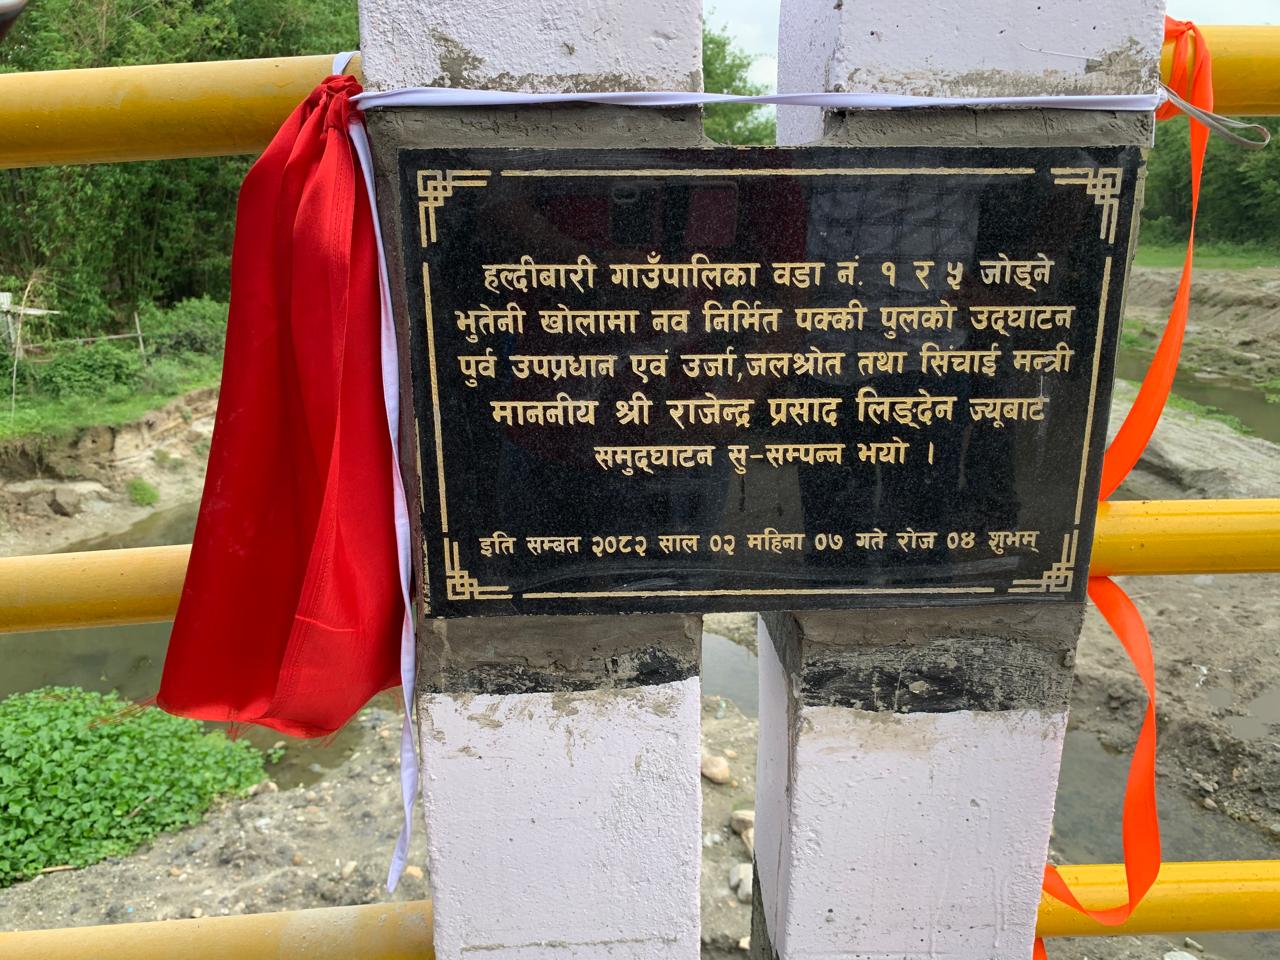 हल्दीबारी गाउँपालिका वडा नं. १ र ५ जोड्ने
भुतेनी खोलामा नव निर्मित पक्की पुलको उद्‌घाटन
पुर्व उपप्रधान एवं उर्जा,जलश्रोत तथा सिंचाई मन्त्री
माननीय श्री राजेन्द्र प्रसाद लिङ्देन ज्यूबाट
समुद्‌घाटन सु-सम्पन्न भयो ।
इति सम्बत २०८२ साल ०२ महिना ०७ गते रोज ०४ शुभम्